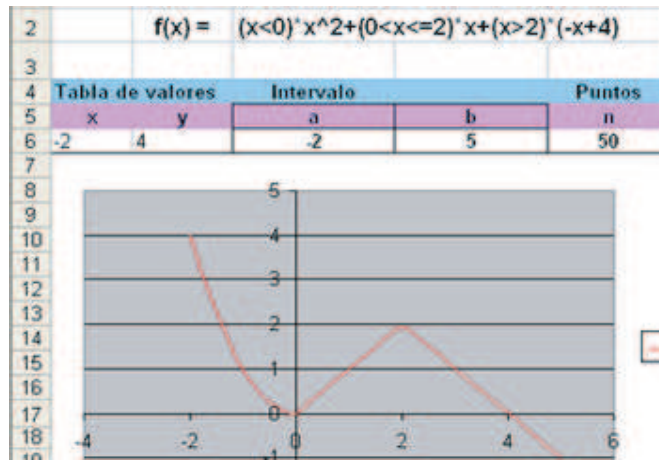 2 f(x) = (x<0)*x^2+(0<x<=2)*x+(x>2)*(-x+4)
3
4 Tabla de valores Intervalo Puntos
5 x y a b n
6 -2 4 -2 5 50
7
8 5
9
10 4
11
12 3
13
14 2
15 1
16
17 0
18 -4 -2 0 2 4 6
19 -1